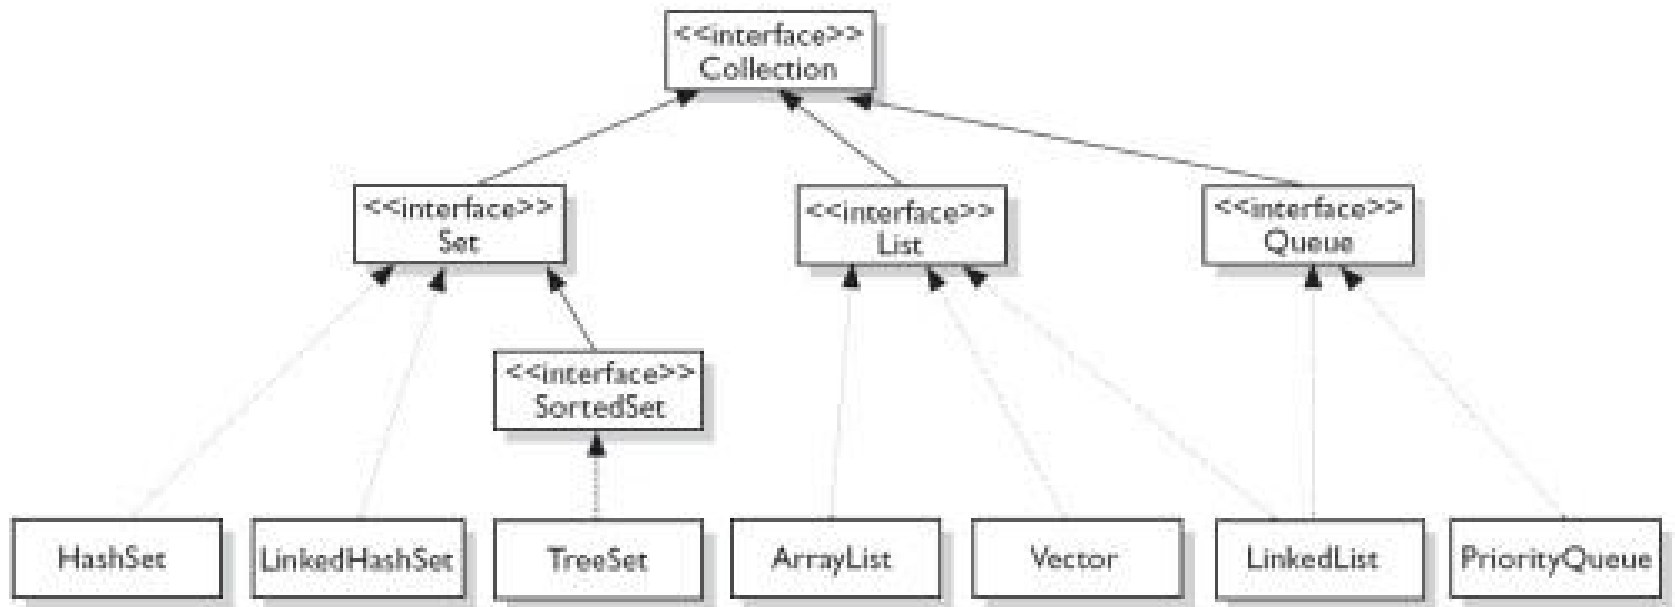 <<interface>>
Collection
<<interface>>
Set
<<interface>>
List
<<interface>>
Queue
<<interface>>
SortedSet
HashSet
LinkedHashSet
TreeSet
ArrayList
Vector
LinkedList
PriorityQueue